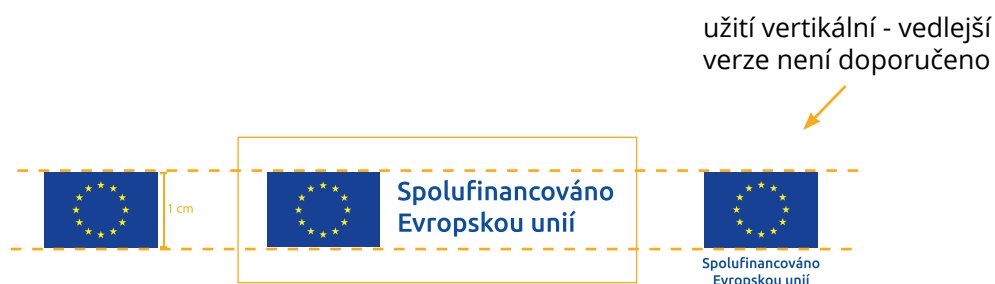 užití vertikální - vedlejší
verze není doporučeno
1 cm
Spolufinancováno
Evropskou unií
Spolufinancováno
Evropskou unií